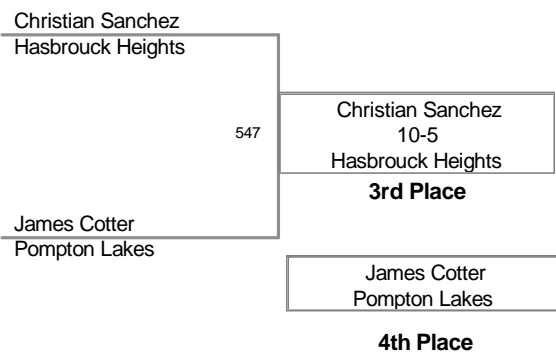 Christian Sanchez
Hasbrouck Heights
547
Christian Sanchez
10-5
Hasbrouck Heights
3rd Place
James Cotter
Pompton Lakes
James Cotter
Pompton Lakes
4th Place